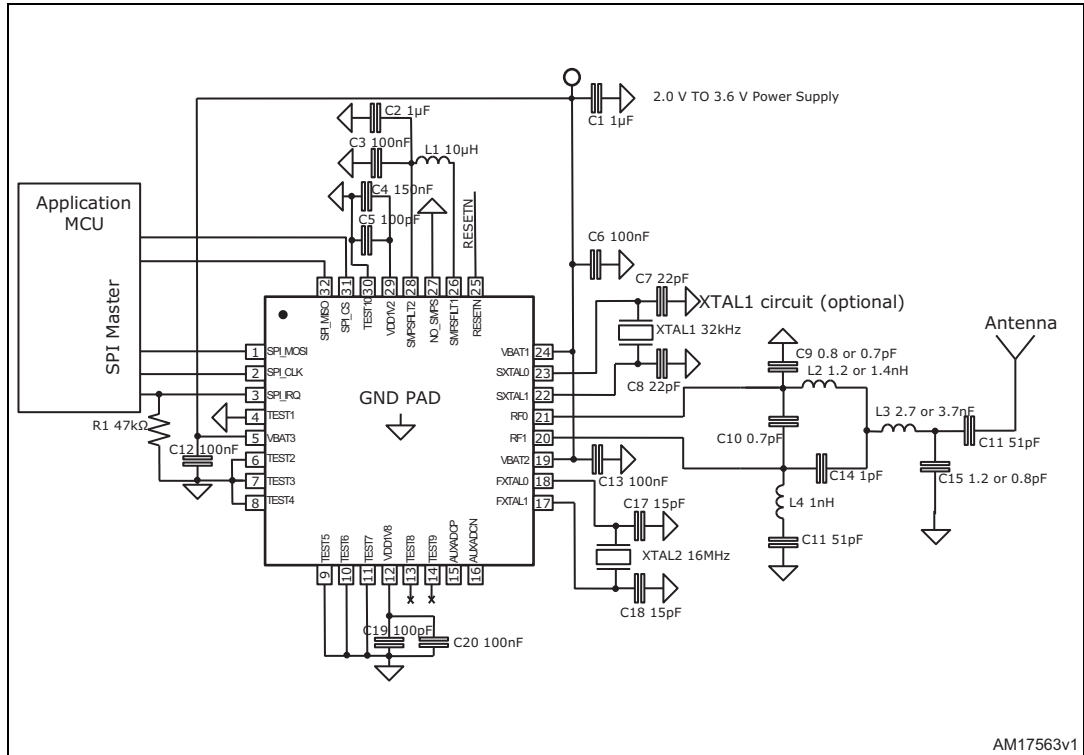 2.0 V TO 3.6 V Power Supply
C1 1µF
C2 1µF
C3 100nF
L1 10µH
C4 150nF
C5 100pF
RESETN
Application
MCU
SPI Master
C6 100nF
C7 22pF
XTAL1 circuit (optional)
XTAL1 32kHz
C8 22pF
Antenna
C9 0.8 or 0.7pF
L2 1.2 or 1.4nH
L3 2.7 or 3.7nF
C10 0.7pF
C11 51pF
C14 1pF
C15 1.2 or 0.8pF
L4 1nH
C11 51pF
32 31 30 29 28 27 26 25
SPI_MISO
SPI_CS
TEST10
VDD1V2
SMPSFILT2
NO_SMPS
SMPSFILT1
RESETN
1 SPI_MOSI
2 SPI_CLK
3 SPI_IRQ
4 TEST1
5 VBAT3
6 TEST2
7 TEST3
8 TEST4
GND PAD
VBAT1 24
SXTAL0 23
SXTAL1 22
RF0 21
RF1 20
VBAT2 19
FXTAL0 18
FXTAL1 17
R1 47kΩ
C12 100nF
C13 100nF
C17 15pF
XTAL2 16MHz
C18 15pF
TEST5
TEST6
TEST7
VDD1V8
TEST8
TEST9
AUXADCP
AUXADCN
9 10 11 12 13 14 15 16
C19 100pF
C20 100nF
AM17563v1